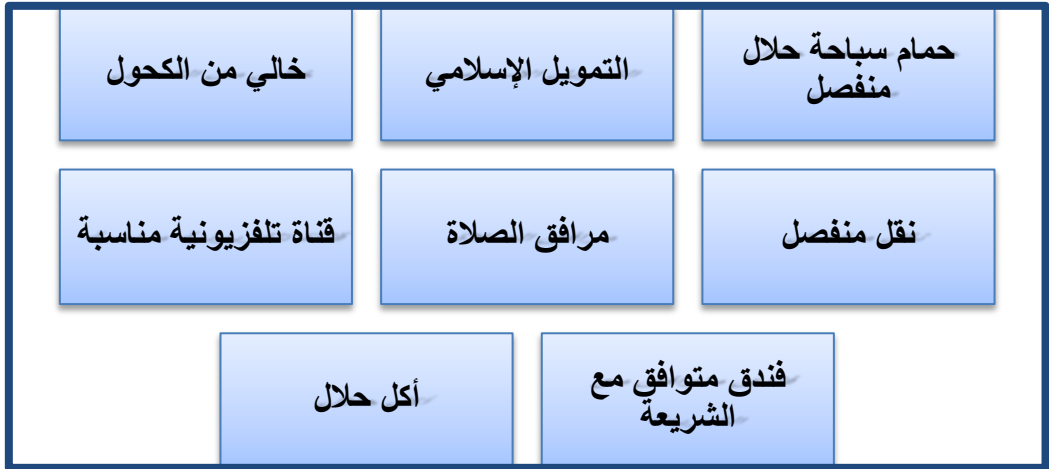 حمام سباحة حلال
منفصل
التمويل الإسلامي
خالي من الكحول
نقل منفصل
مرافق الصلاة
قناة تلفزيونية مناسبة
فندق متوافق مع
الشريعة
أكل حلال